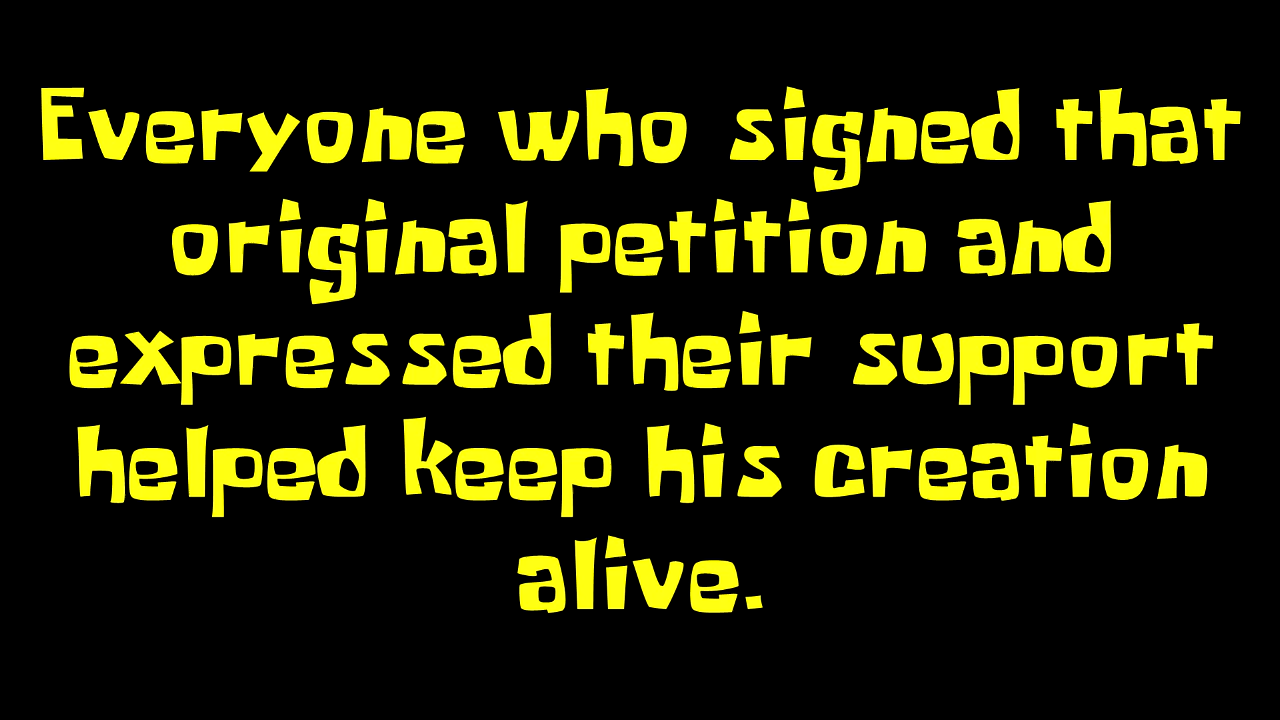 Everyone who signed that
original petition and
expressed their support
helped keep his creation
alive.